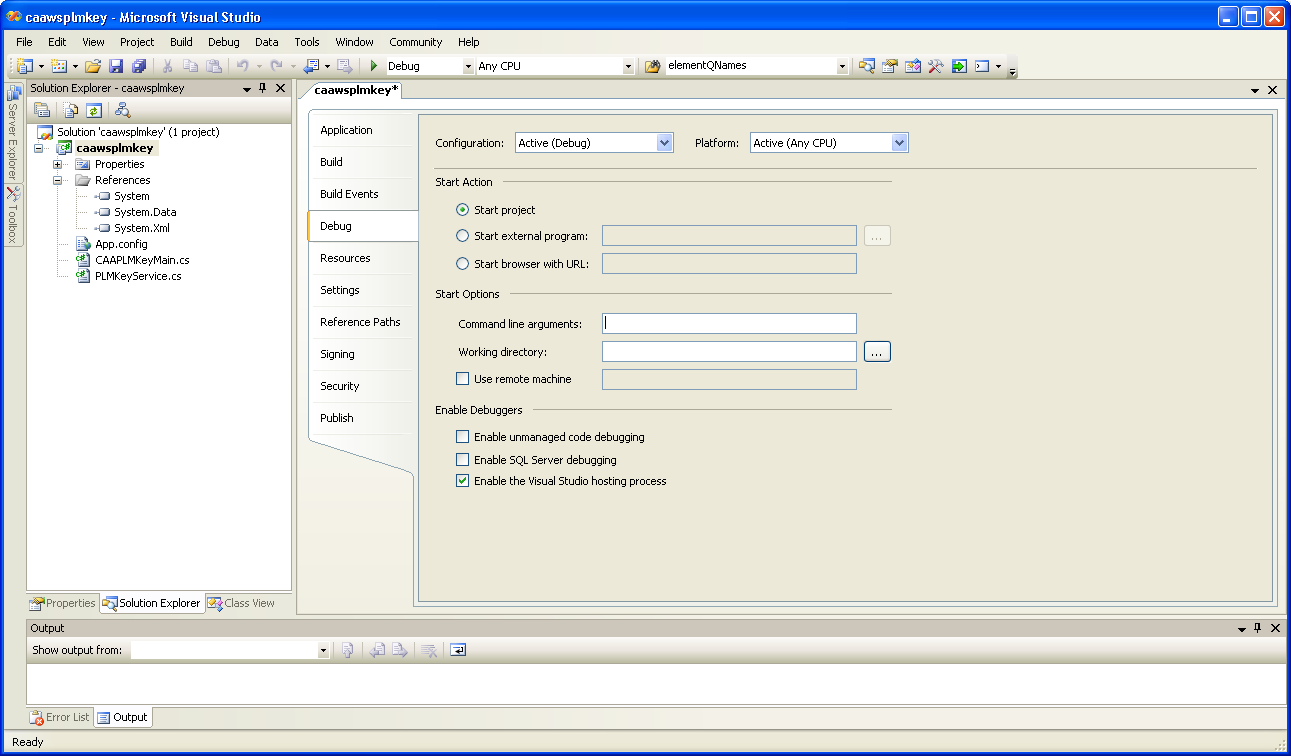 caawsplmkey - Microsoft Visual Studio
File Edit View Project Build Debug Data Tools Window Community Help
Debug Any CPU elementQNames
Server Explorer
Toolbox
Solution Explorer - caawsplmkey
Solution 'caawsplmkey' (1 project)
caawsplmkey
Properties
References
System
System.Data
System.Xml
App.config
CAAPLMKeyMain.cs
PLMKeyService.cs
Properties Solution Explorer Class View
caawsplmkey*
Application
Build
Build Events
Debug
Resources
Settings
Reference Paths
Signing
Security
Publish
Configuration: Active (Debug) Platform: Active (Any CPU)
Start Action
Start project
Start external program: ...
Start browser with URL:
Start Options
Command line arguments:
Working directory: ...
Use remote machine
Enable Debuggers
Enable unmanaged code debugging
Enable SQL Server debugging
Enable the Visual Studio hosting process
Output
Show output from:
Error List Output
Ready